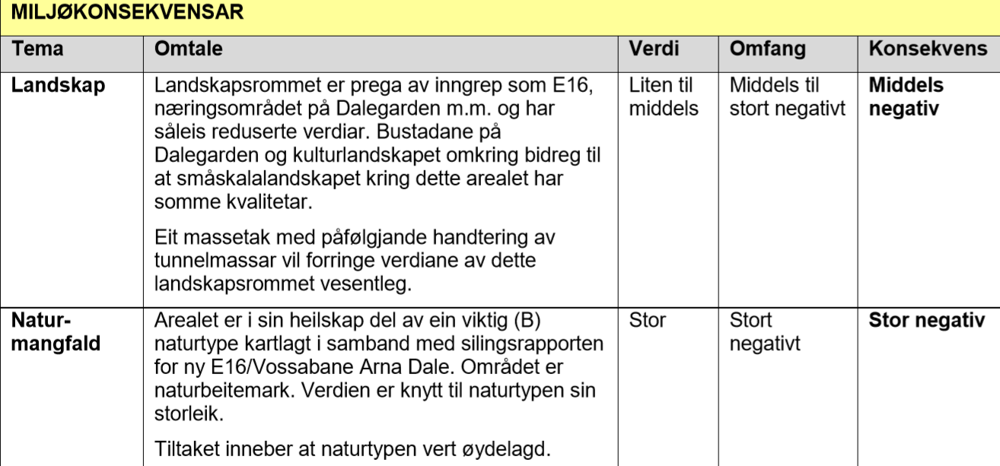 MILJØKONSEKVENSAR
Tema Omtale Verdi Omfang Konsekvens
Landskap Landskapsrommet er prega av inngrep som E16, Liten til Middels til Middels
næringsområdet på Dalegarden m.m. og har middels stort negativt negativ
såleis reduserte verdiar. Bustadane på
Dalegarden og kulturlandskapet omkring bidreg til
at småskalalandskapet kring dette arealet har
somme kvalitetar.
Eit massetak med påfølgjande handtering av
tunnelmassar vil forringe verdiane av dette
landskapsrommet vesentleg.
Natur- Arealet er i sin heilskap del av ein viktig (B) Stor Stort Stor negativ
mangfald naturtype kartlagt i samband med silingsrapporten negativt
for ny E16/Vossabane Arna Dale. Området er
naturbeitemark. Verdien er knytt til naturtypen sin
storleik.
Tiltaket inneber at naturtypen vert øydelagd.